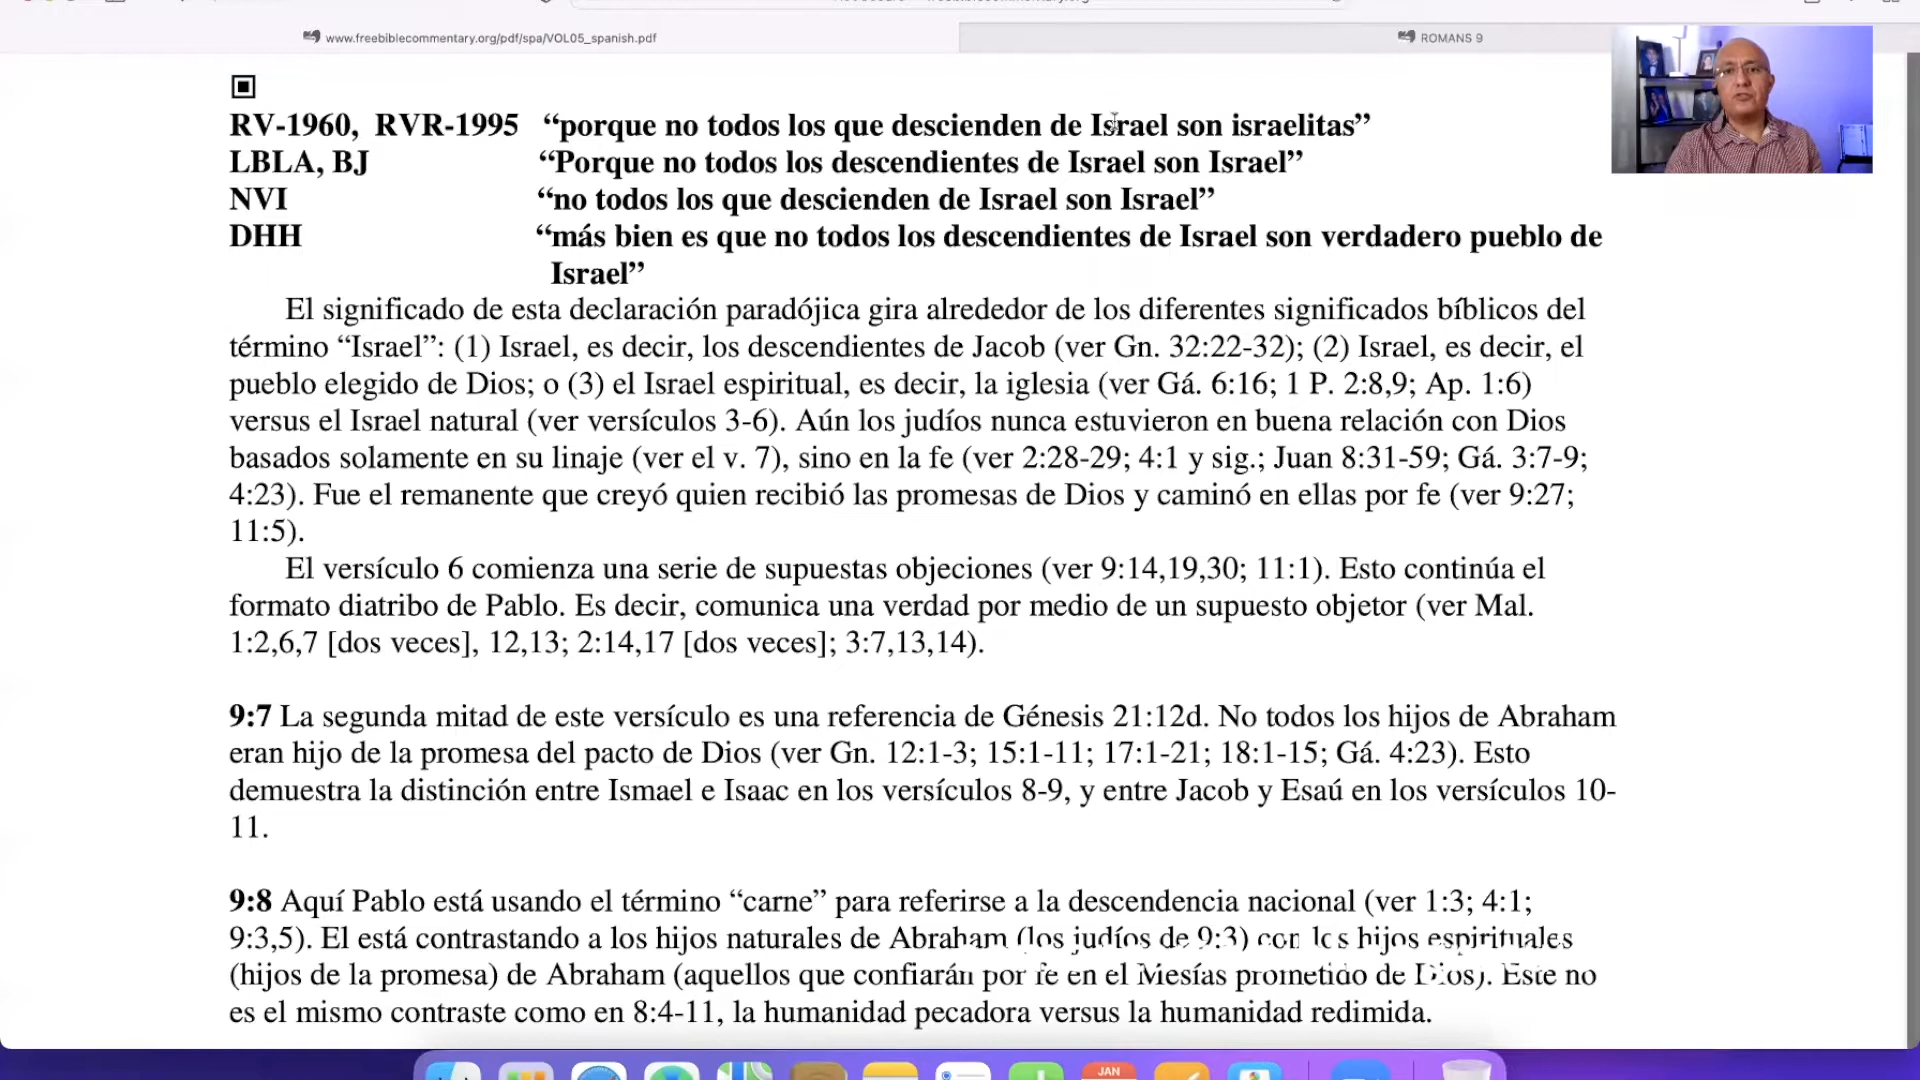 www.freebiblecommentary.org/pdf/spa/VOL05_spanish.pdf
ROMANS 9
RV-1960, RVR-1995 “porque no todos los que descienden de Israel son israelitas”
LBLA, BJ “Porque no todos los descendientes de Israel son Israel”
NVI “no todos los que descienden de Israel son Israel”
DHH “más bien es que no todos los descendientes de Israel son verdadero pueblo de
Israel”
El significado de esta declaración paradójica gira alrededor de los diferentes significados bíblicos del
término “Israel”: (1) Israel, es decir, los descendientes de Jacob (ver Gn. 32:22-32); (2) Israel, es decir, el
pueblo elegido de Dios; o (3) el Israel espiritual, es decir, la iglesia (ver Gá. 6:16; 1 P. 2:8,9; Ap. 1:6)
versus el Israel natural (ver versículos 3-6). Aún los judíos nunca estuvieron en buena relación con Dios
basados solamente en su linaje (ver el v. 7), sino en la fe (ver 2:28-29; 4:1 y sig.; Juan 8:31-59; Gá. 3:7-9;
4:23). Fue el remanente que creyó quien recibió las promesas de Dios y caminó en ellas por fe (ver 9:27;
11:5).
El versículo 6 comienza una serie de supuestas objeciones (ver 9:14,19,30; 11:1). Esto continúa el
formato diatribo de Pablo. Es decir, comunica una verdad por medio de un supuesto objetor (ver Mal.
1:2,6,7 [dos veces], 12,13; 2:14,17 [dos veces]; 3:7,13,14).
9:7 La segunda mitad de este versículo es una referencia de Génesis 21:12d. No todos los hijos de Abraham
eran hijo de la promesa del pacto de Dios (ver Gn. 12:1-3; 15:1-11; 17:1-21; 18:1-15; Gá. 4:23). Esto
demuestra la distinción entre Ismael e Isaac en los versículos 8-9, y entre Jacob y Esaú en los versículos 10-
11.
9:8 Aquí Pablo está usando el término “carne” para referirse a la descendencia nacional (ver 1:3; 4:1;
9:3,5). El está contrastando a los hijos naturales de Abraham (los judíos de 9:3) con los hijos espirituales
(hijos de la promesa) de Abraham (aquellos que confiarán por fe en el Mesías prometido de Dios). Este no
es el mismo contraste como en 8:4-11, la humanidad pecadora versus la humanidad redimida.
JAN